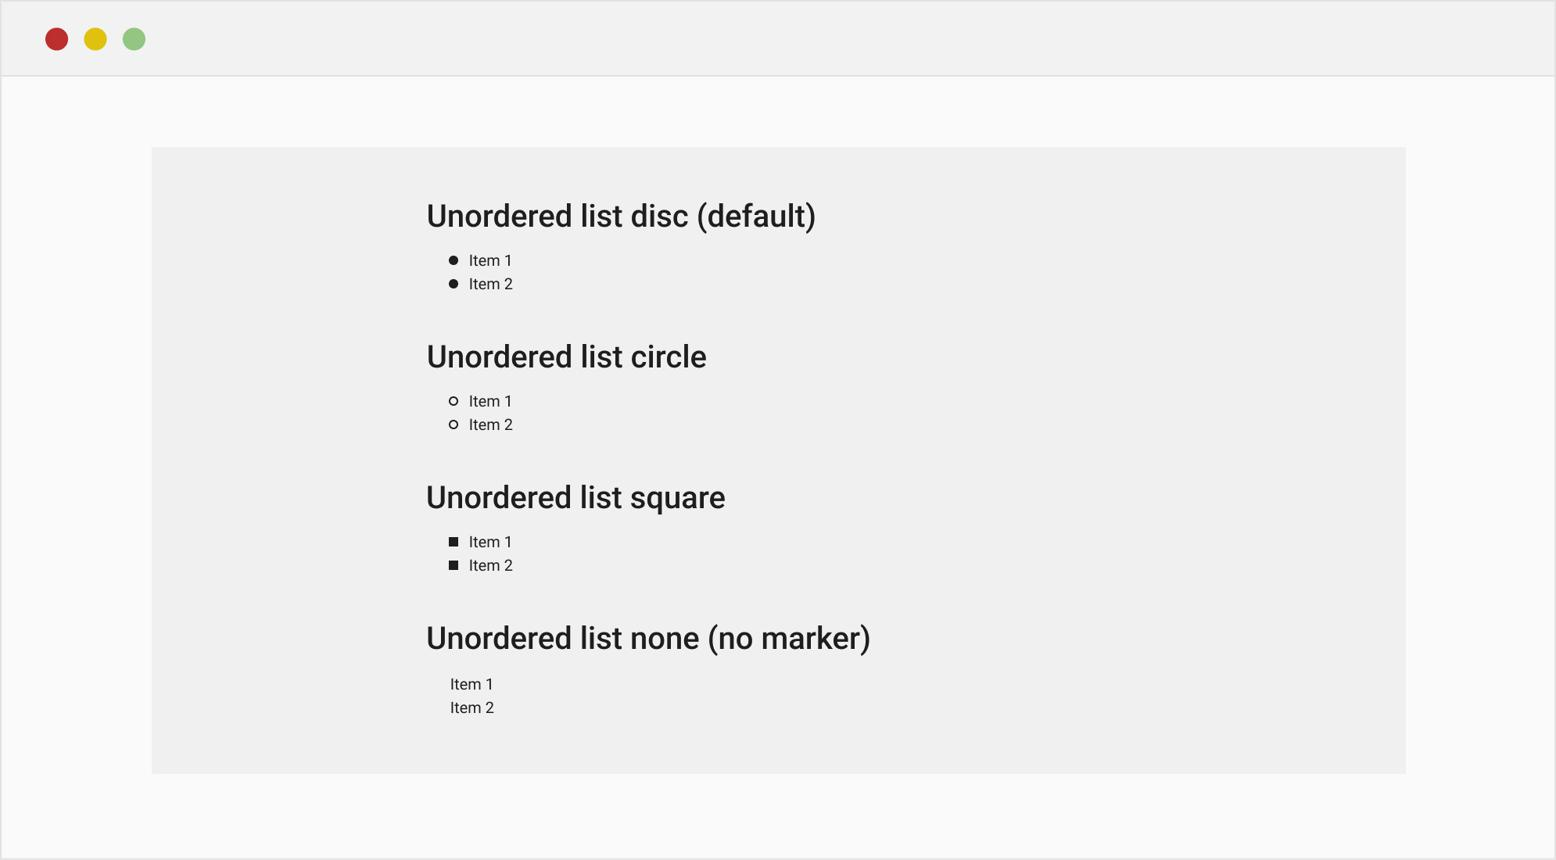 Unordered list disc (default)
Item 1
Item 2
Unordered list circle
Item 1
Item 2
Unordered list square
Item 1
Item 2
Unordered list none (no marker)
Item 1
Item 2